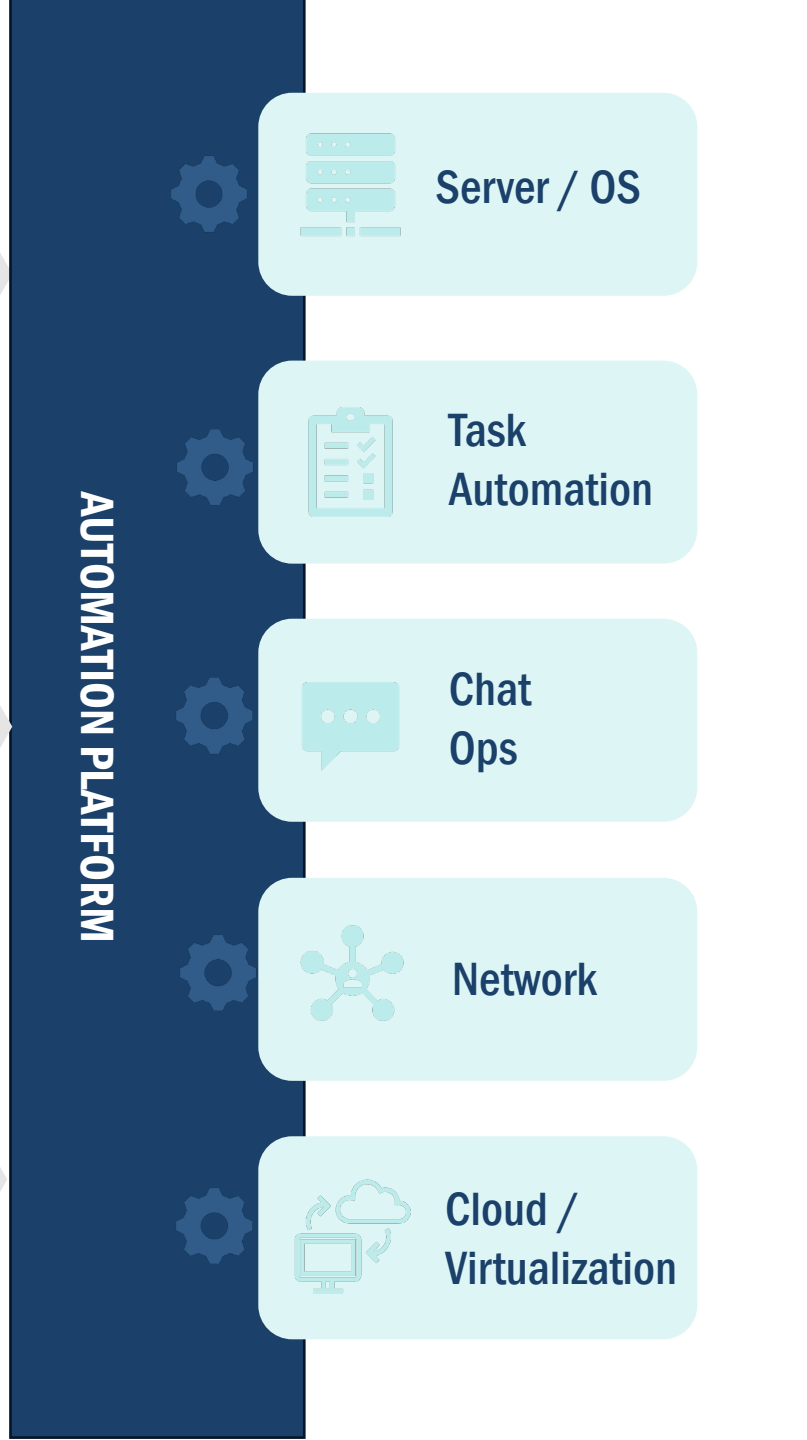 AUTOMATION PLATFORM
Server / OS
Task
Automation
Chat
Ops
Network
Cloud /
Virtualization